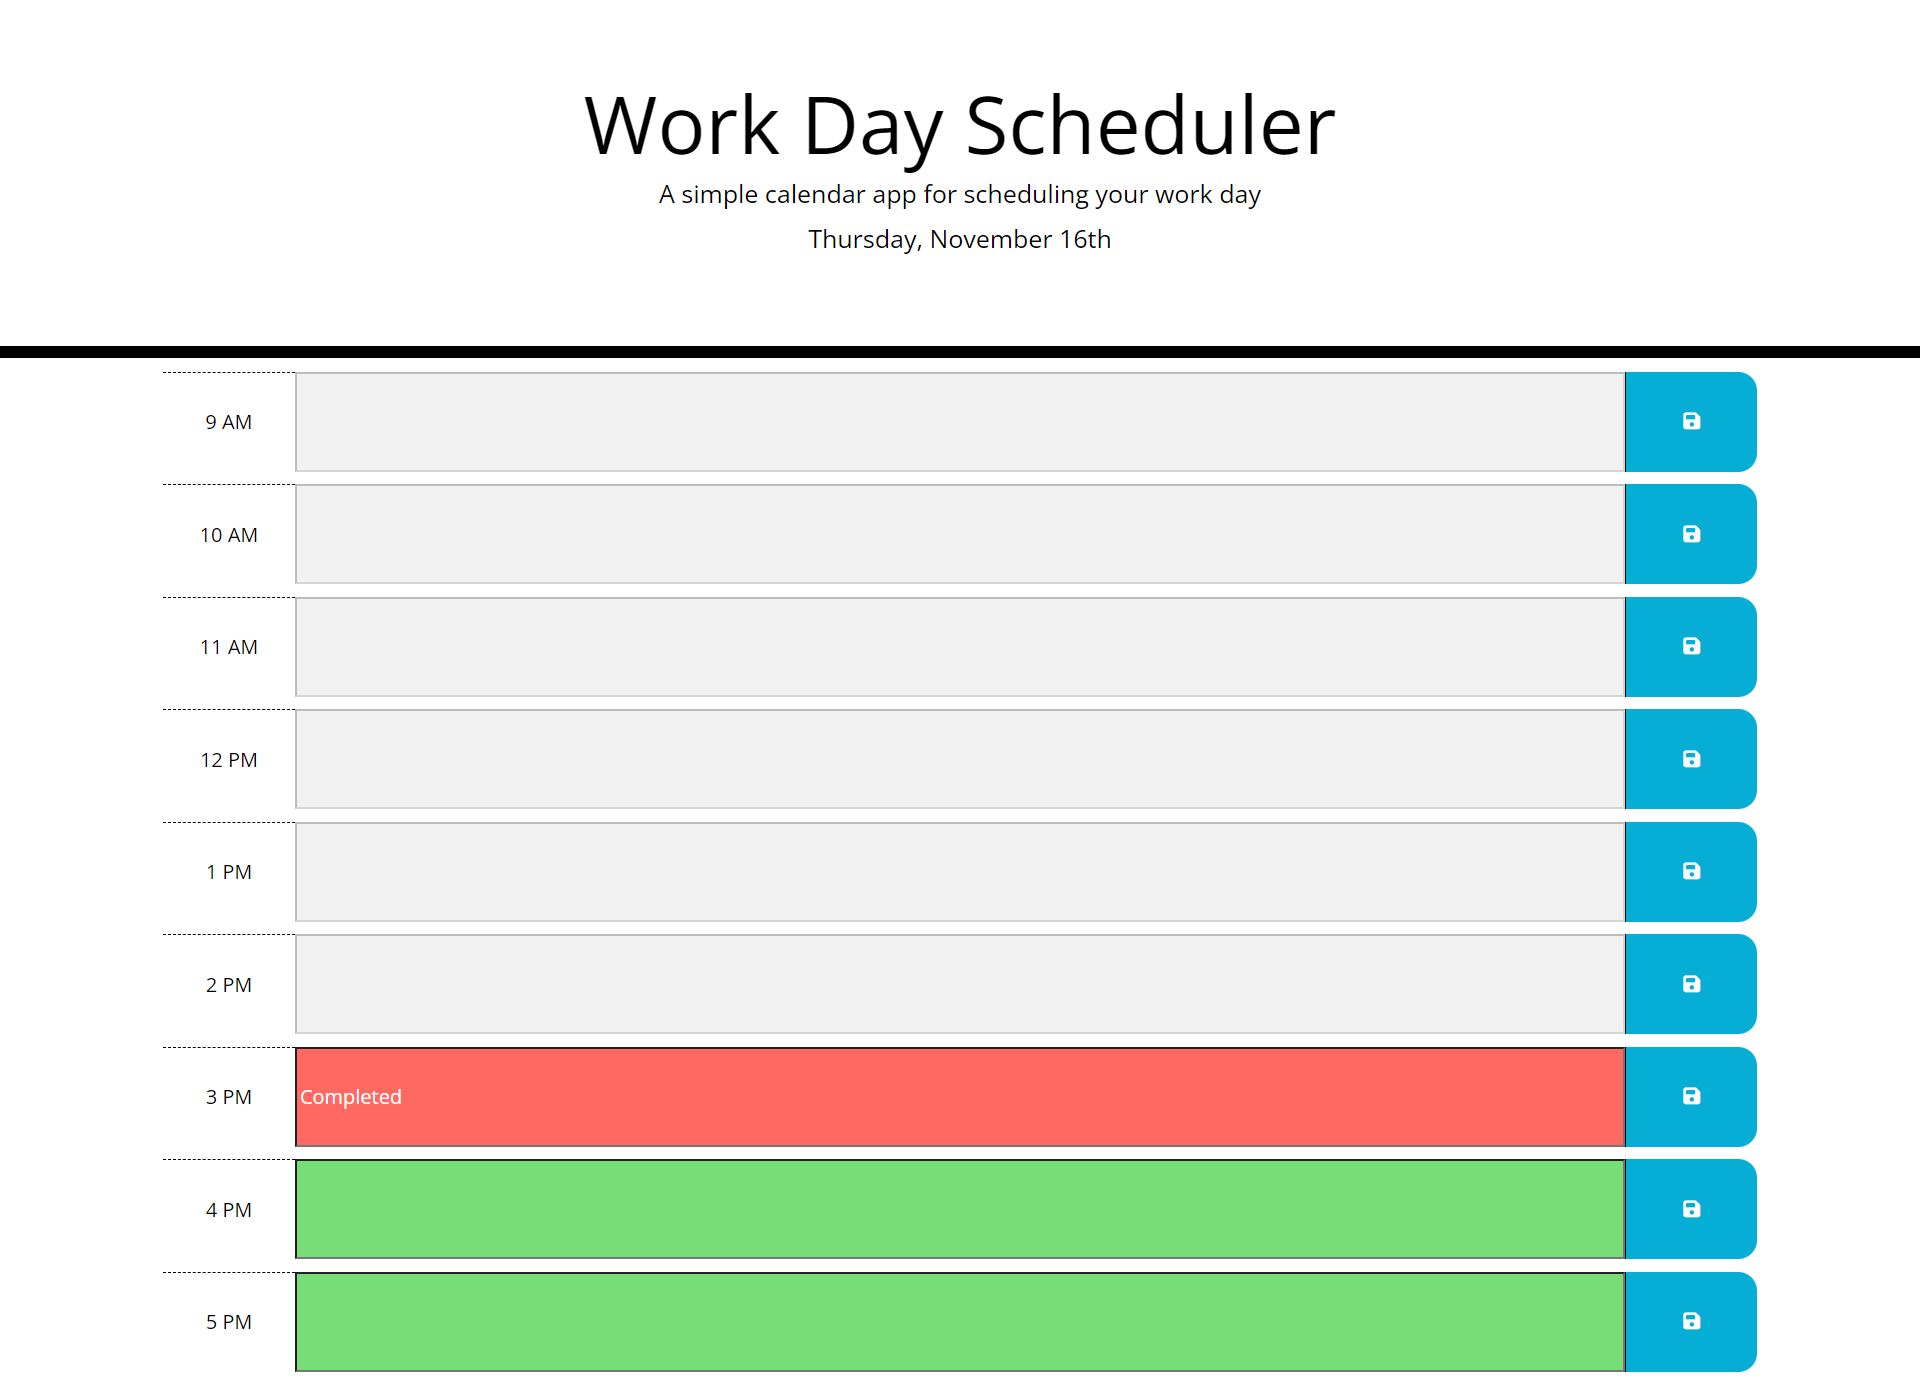 Work Day Scheduler
A simple calendar app for scheduling your work day
Thursday, November 16th
9 AM
10 AM
11 AM
12 PM
1 PM
2 PM
3 PM Completed
4 PM
5 PM